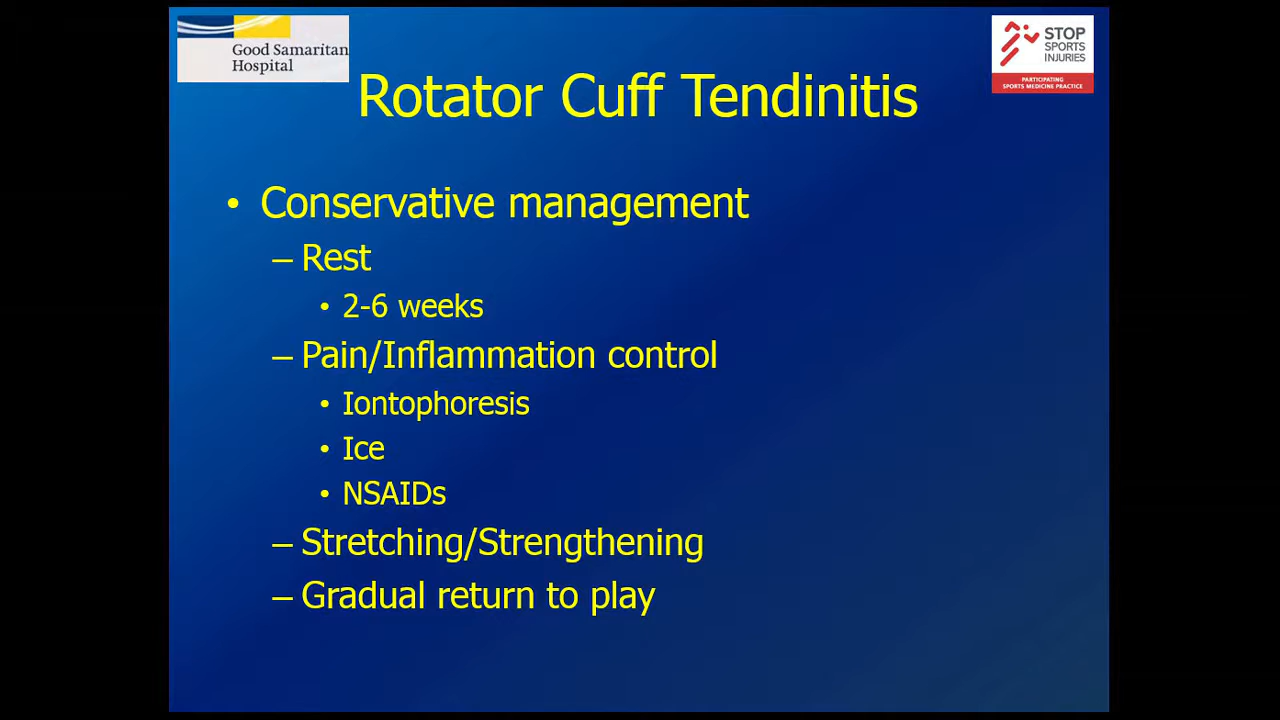 Good Samaritan
Hospital
STOP
SPORTS
INJURIES
PARTICIPATING
SPORTS MEDICINE PRACTICE
Rotator Cuff Tendinitis
• Conservative management
– Rest
• 2-6 weeks
– Pain/Inflammation control
• Iontophoresis
• Ice
• NSAIDs
– Stretching/Strengthening
– Gradual return to play